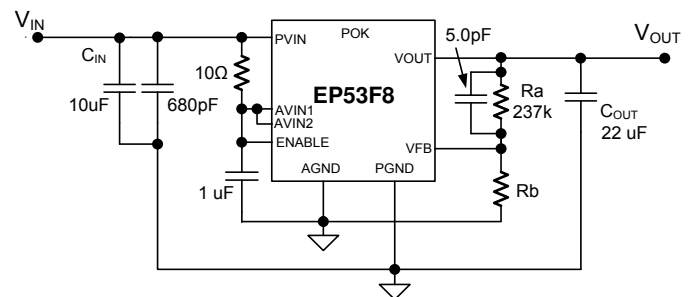 VIN
VOUT
CIN
10uF
680pF
10Ω
1 uF
PVIN
POK
VOUT
EP53F8
AVIN1
AVIN2
ENABLE
VFB
AGND
PGND
5.0pF
Ra
237k
Rb
COUT
22 uF